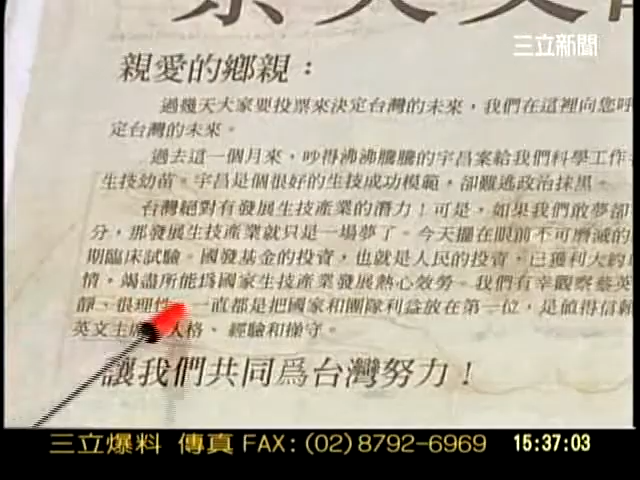 三立新聞
親愛的鄉親：
過幾天大家要投票來決定台灣的未來，我們在這裡向您呼
定台灣的未來。
過去這一個月來，吵得沸沸騰騰的宇昌案給我們科學工作
生技幼苗。宇昌是個很好的生技成功模範，卻難逃政治抹黑。
台灣絕對有發展生技產業的潛力！可是，如果我們敢夢卻
分，那發展生技產業就只是一場夢了。今天擺在眼前不可磨滅的
期臨床試驗。國發基金的投資，也就是人民的投資，已獲利大約
情，竭盡所能為國家生技產業發展熱心效勞。我們有幸觀察蔡英
靜、很理性，一直都是把國家和團隊利益放在第一位，是值得信賴
英文主席 人格、經驗和操守。
讓我們共同為台灣努力！
三立爆料 傳真 FAX: (02) 8792-6969 15:37:03